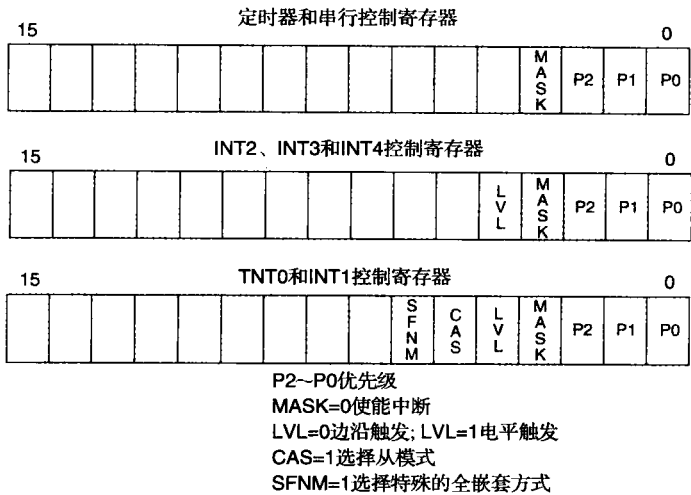 定时器和串行控制寄存器
15 0
MASK P2 P1 P0
INT2、INT3和INT4控制寄存器
15 0
LVL MASK P2 P1 P0
TNT0和INT1控制寄存器
15 0
SFNM CAS LVL MASK P2 P1 P0
P2~P0优先级
MASK=0使能中断
LVL=0边沿触发; LVL=1电平触发
CAS=1选择从模式
SFNM=1选择特殊的全嵌套方式